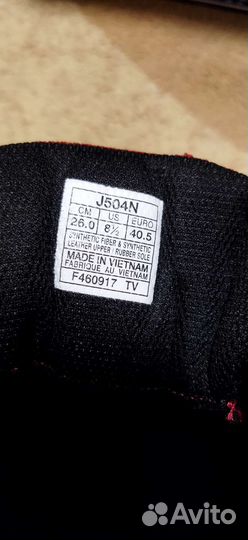 J504N
CM US EURO
26.0 8½ 40.5
SYNTHETIC FIBER & SYNTHETIC
LEATHER UPPER / RUBBER SOLE
MADE IN VIETNAM
FABRIQUE AU VIETNAM
F460917 TV
Avito